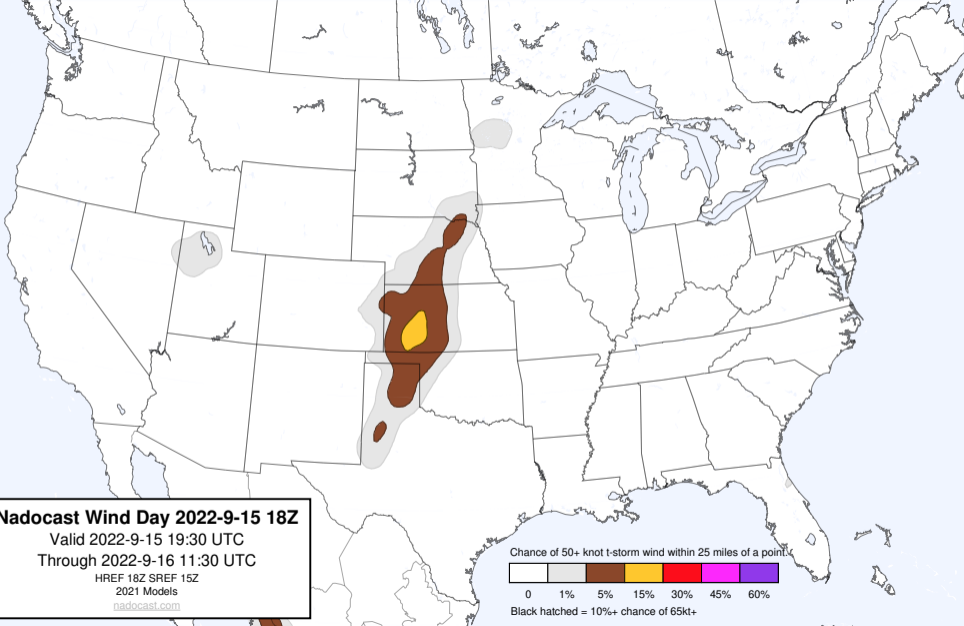 Nadocast Wind Day 2022-9-15 18Z
Valid 2022-9-15 19:30 UTC
Through 2022-9-16 11:30 UTC
HREF 18Z SREF 15Z
2021 Models
nadocast.com
Chance of 50+ knot t-storm wind within 25 miles of a point.
0 1% 5% 15% 30% 45% 60%
Black hatched = 10%+ chance of 65kt+